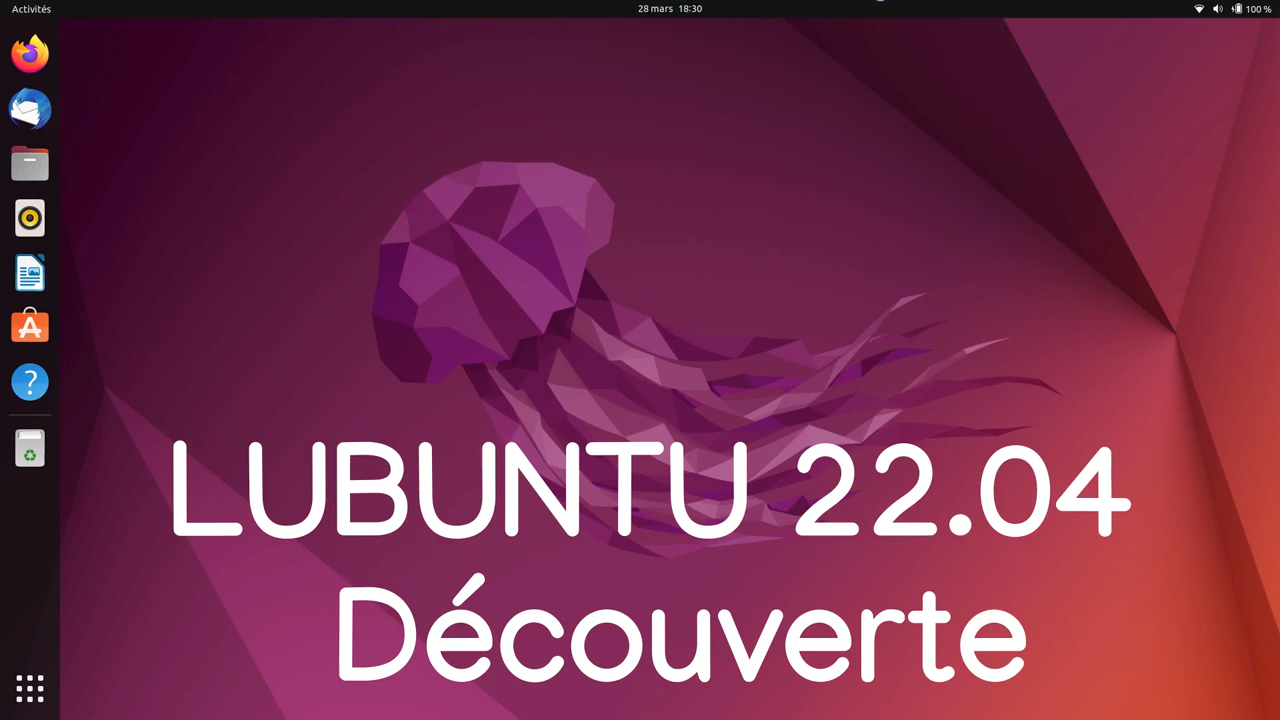 Activités
28 mars 18:30
100 %
LUBUNTU 22.04
Découverte